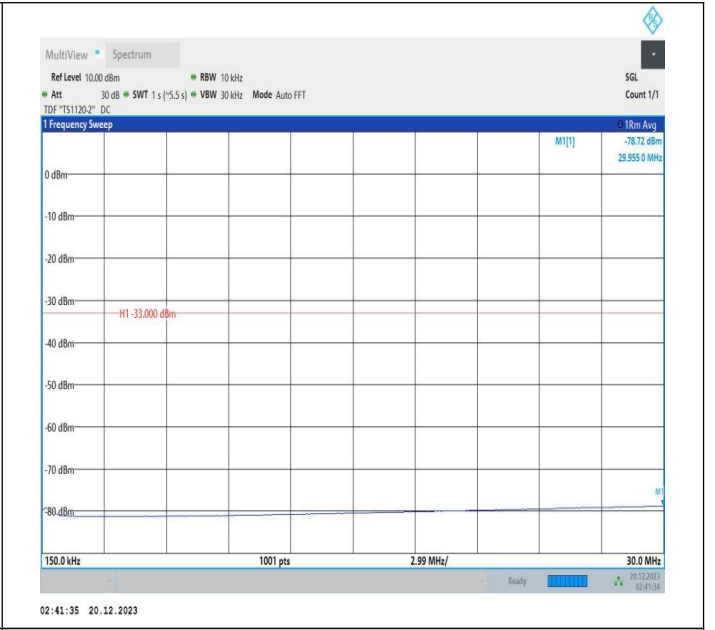 MultiView Spectrum
Ref Level 10.00 dBm RBW 10 kHz SGL
Att 30 dB SWT 1 s (~5.5 s) VBW 30 kHz Mode Auto FFT Count 1/1
TDF "TS1120-2" DC
1 Frequency Sweep 1Rm Avg
M1[1] -78.72 dBm
29.955 0 MHz
0 dBm
-10 dBm
-20 dBm
-30 dBm
H1 -33.000 dBm
-40 dBm
-50 dBm
-60 dBm
-70 dBm
M1
-80 dBm
150.0 kHz 1001 pts 2.99 MHz/ 30.0 MHz
Ready 20.12.2023
02:41:34
02:41:35 20.12.2023